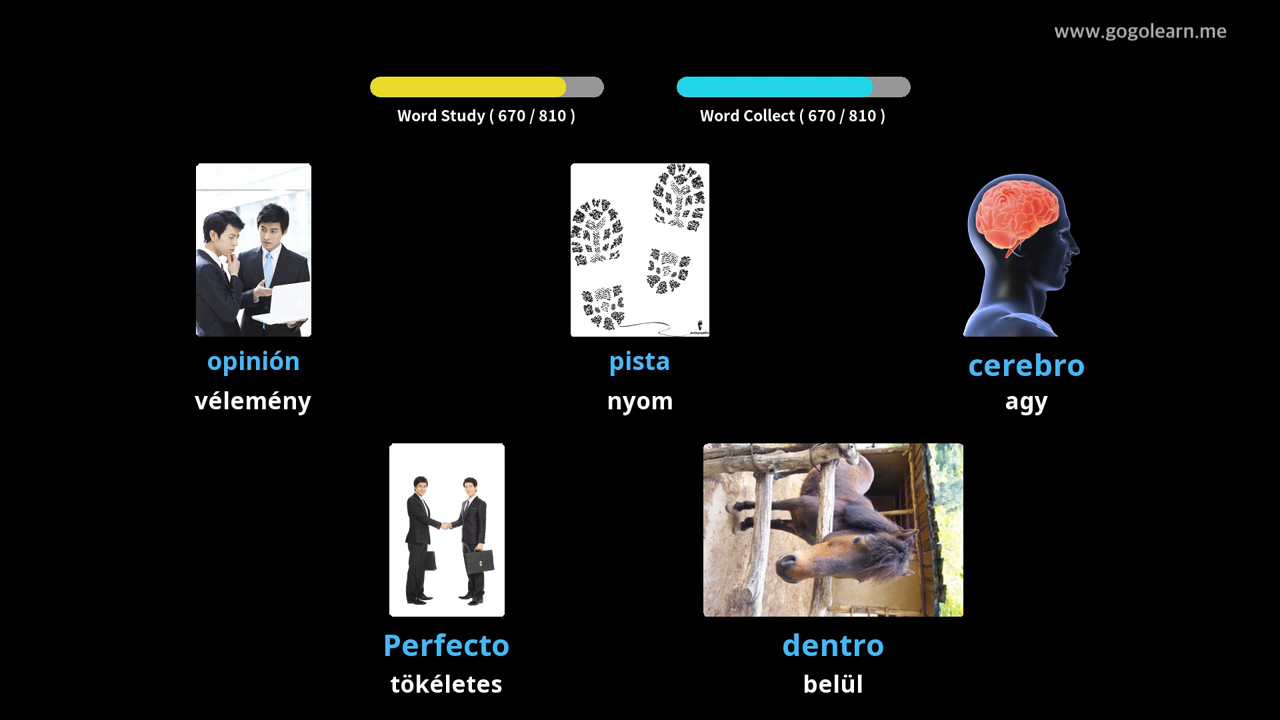 www.gogolearn.me
Word Study ( 670 / 810 )
Word Collect ( 670 / 810 )
opinión
vélemény
pista
nyom
cerebro
agy
Perfecto
tökéletes
dentro
belül